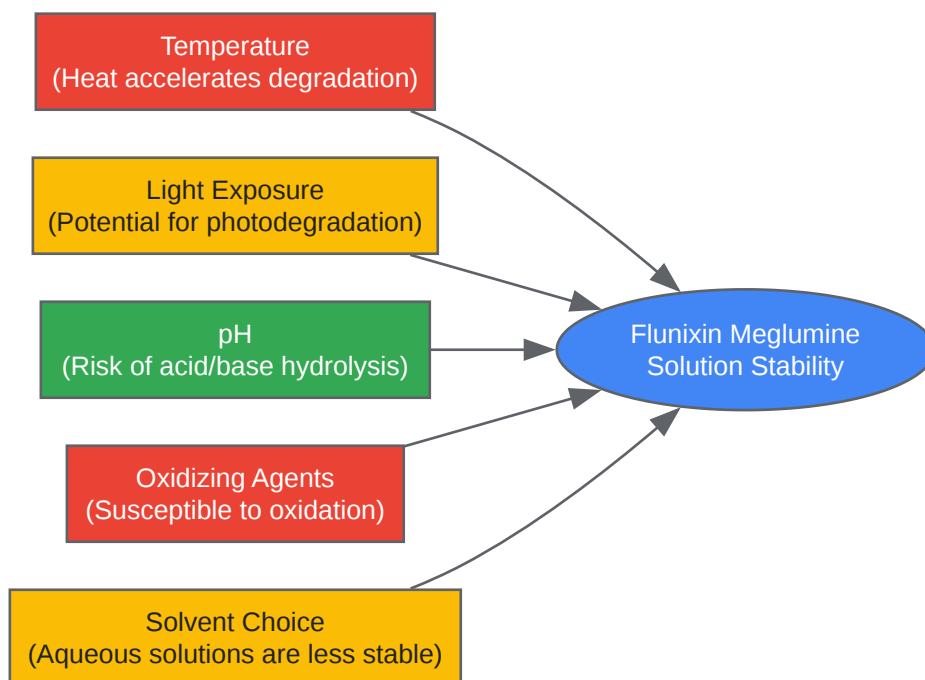 Temperature
(Heat accelerates degradation)
Light Exposure
(Potential for photodegradation)
pH
(Risk of acid/base hydrolysis)
Flunixin Meglumine
Solution Stability
Oxidizing Agents
(Susceptible to oxidation)
Solvent Choice
(Aqueous solutions are less stable)